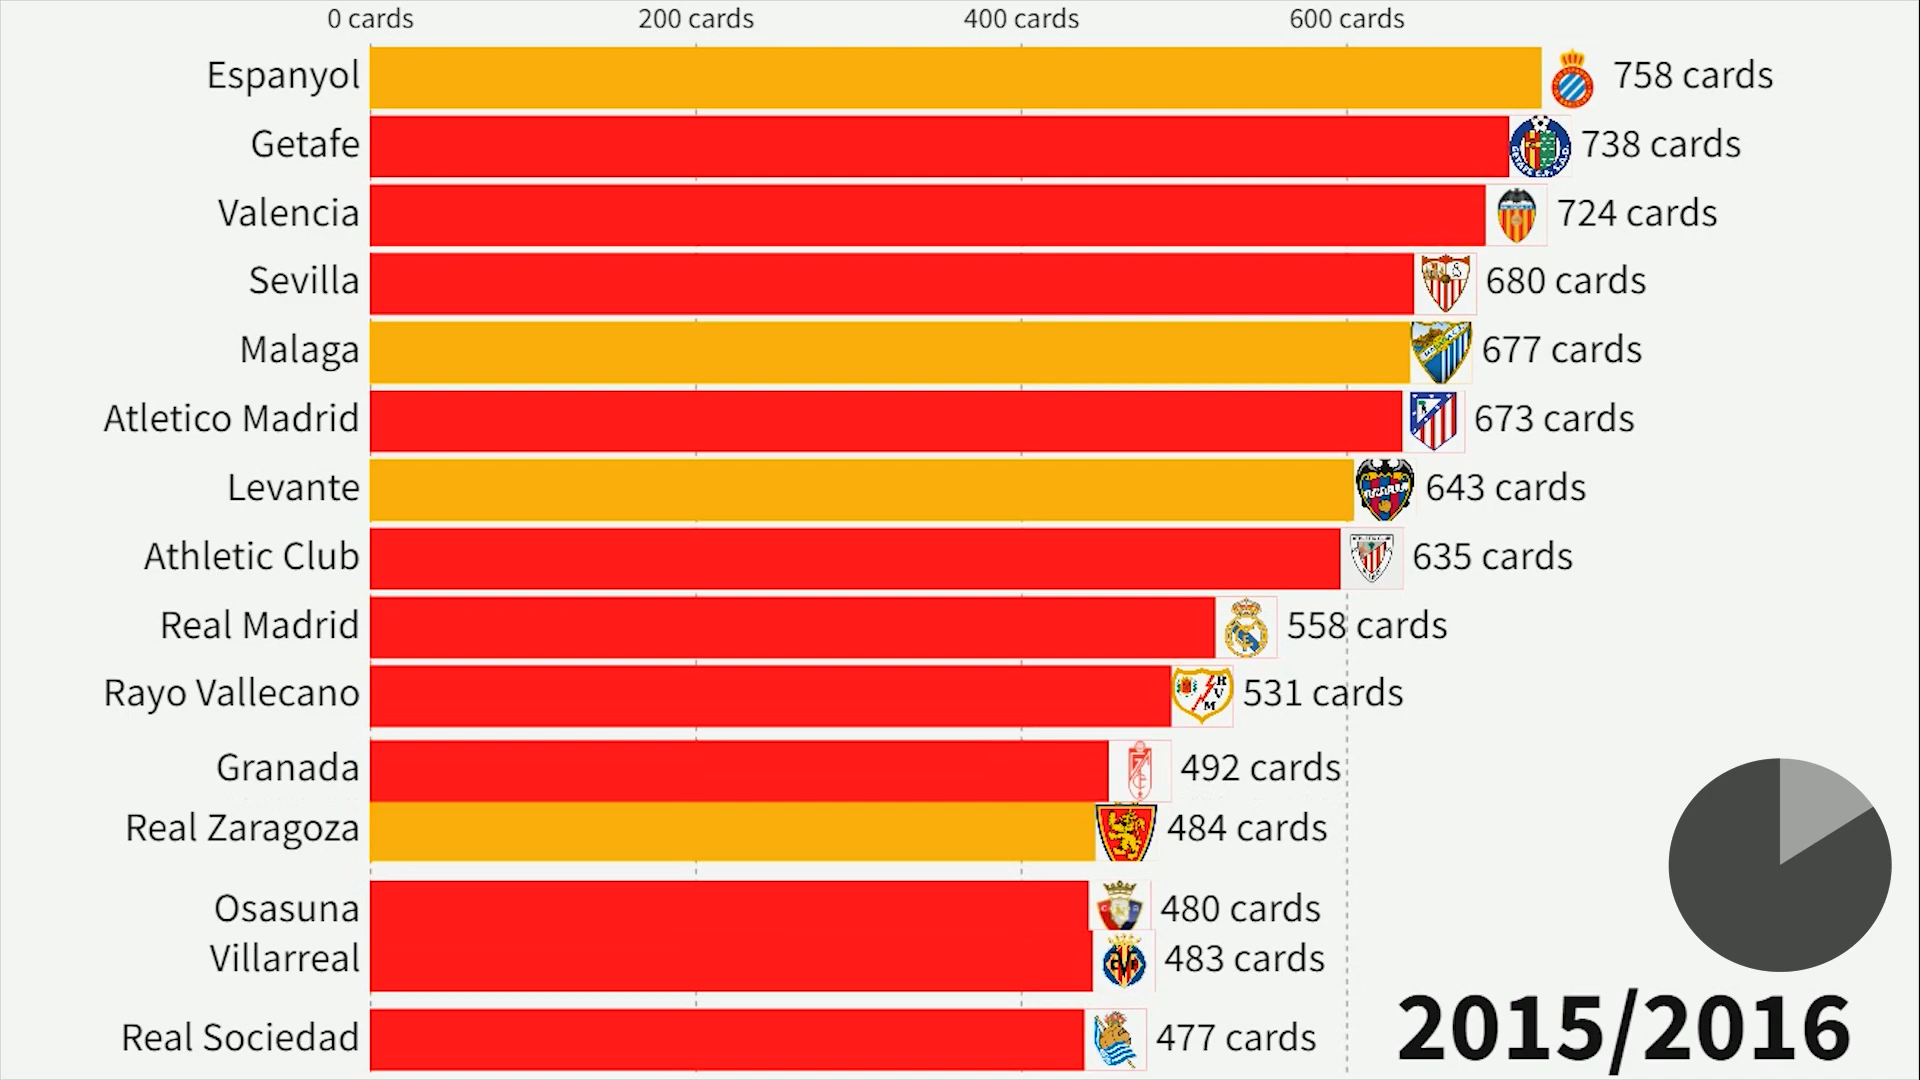 0 cards 200 cards 400 cards 600 cards
Espanyol 758 cards
Getafe 738 cards
Valencia 724 cards
Sevilla 680 cards
Malaga 677 cards
Atletico Madrid 673 cards
Levante 643 cards
Athletic Club 635 cards
Real Madrid 558 cards
Rayo Vallecano 531 cards
Granada 492 cards
Real Zaragoza 484 cards
Osasuna 480 cards
Villarreal 483 cards
Real Sociedad 477 cards
2015/2016